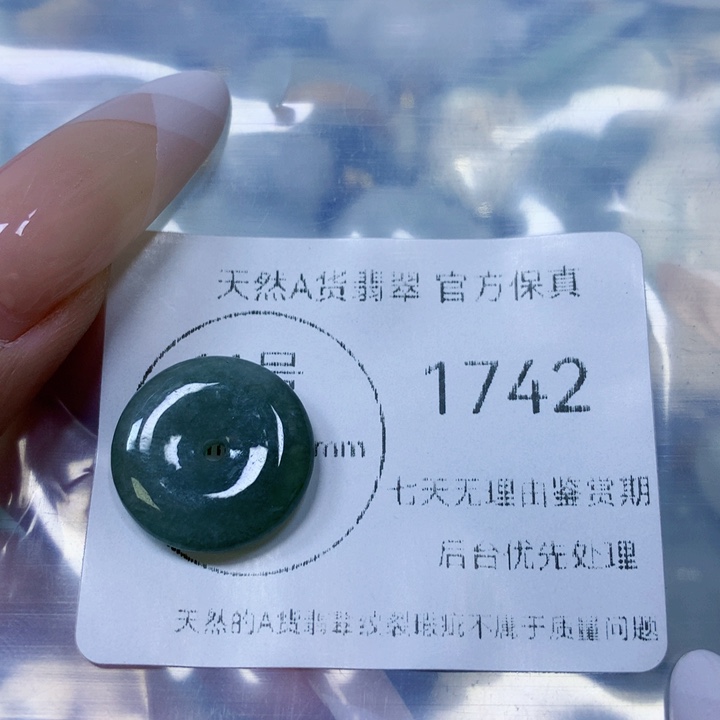 天然A货翡翠 官方保真
号
1742
mm
七天无理由鉴赏期
后台优先处理
天然的A货翡翠纹裂瑕疵不属于质量问题